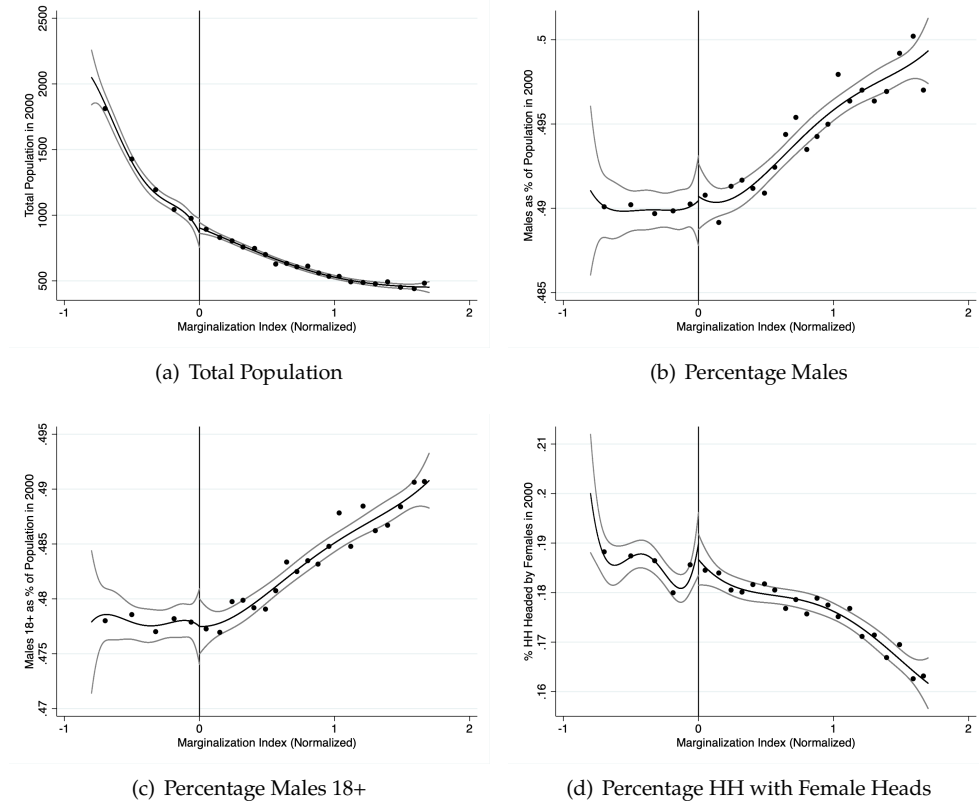 Total Population in 2000
2500
2000
1500
1000
500
-1 0 1 2
Marginalization Index (Normalized)
(a) Total Population
Males as % of Population in 2000
.5
.495
.49
.485
-1 0 1 2
Marginalization Index (Normalized)
(b) Percentage Males
Males 18+ as % of Population in 2000
.495
.49
.485
.48
.475
.47
-1 0 1 2
Marginalization Index (Normalized)
(c) Percentage Males 18+
% HH Headed by Females in 2000
.21
.2
.19
.18
.17
.16
-1 0 1 2
Marginalization Index (Normalized)
(d) Percentage HH with Female Heads